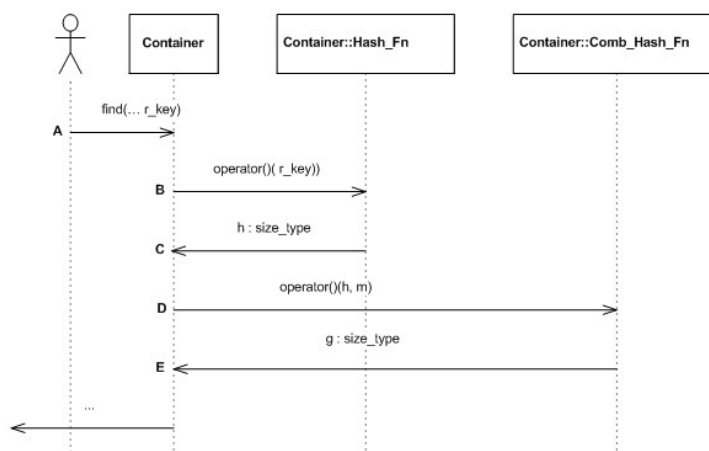 Container
Container::Hash_Fn
Container::Comb_Hash_Fn
find(... r_key)
A
operator()( r_key))
B
h : size_type
C
operator()(h, m)
D
g : size_type
E
...